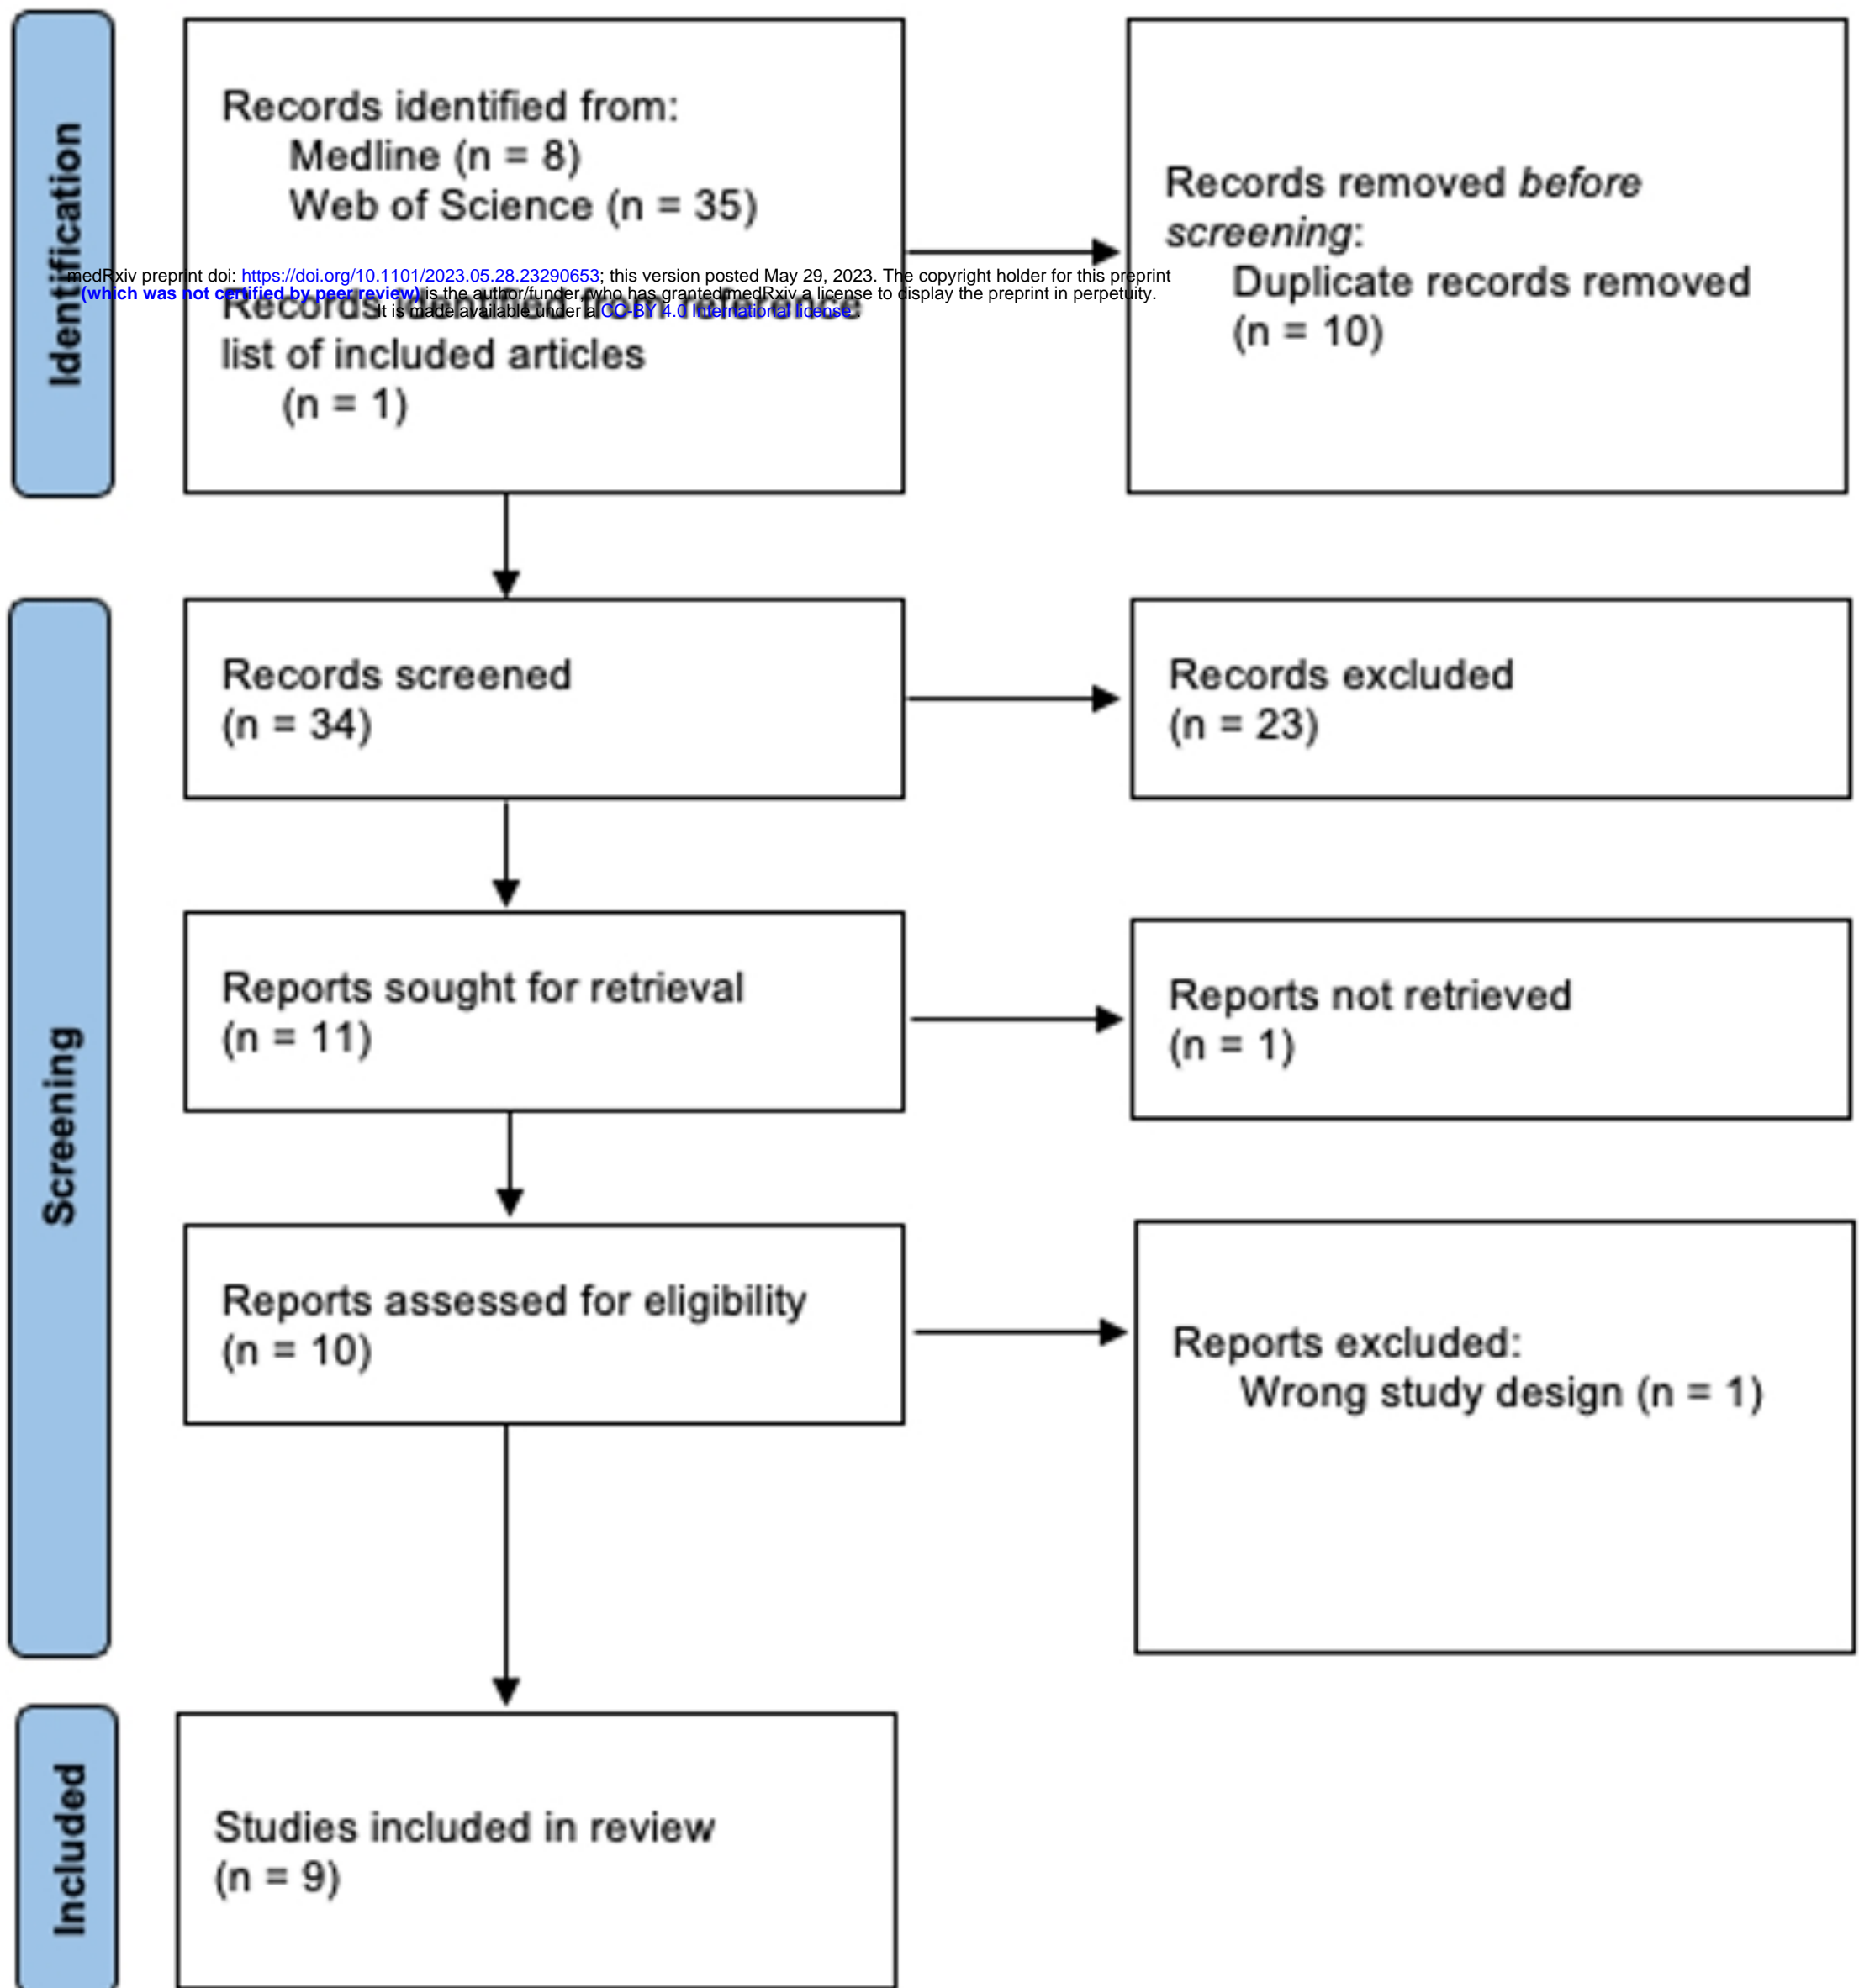 Identification
Records identified from:
Medline (n = 8)
Web of Science (n = 35)
medRxiv preprint doi: https://doi.org/10.1101/2023.05.28.23290653; this version posted May 29, 2023. The copyright holder for this preprint
(which was not certified by peer review) is the author/funder, who has granted medRxiv a license to display the preprint in perpetuity.
It is made available under a CC-BY 4.0 International license .
Records identified from reference
list of included articles
(n = 1)
Records removed before
screening:
Duplicate records removed
(n = 10)
Screening
Records screened
(n = 34)
Records excluded
(n = 23)
Reports sought for retrieval
(n = 11)
Reports not retrieved
(n = 1)
Reports assessed for eligibility
(n = 10)
Reports excluded:
Wrong study design (n = 1)
Included
Studies included in review
(n = 9)